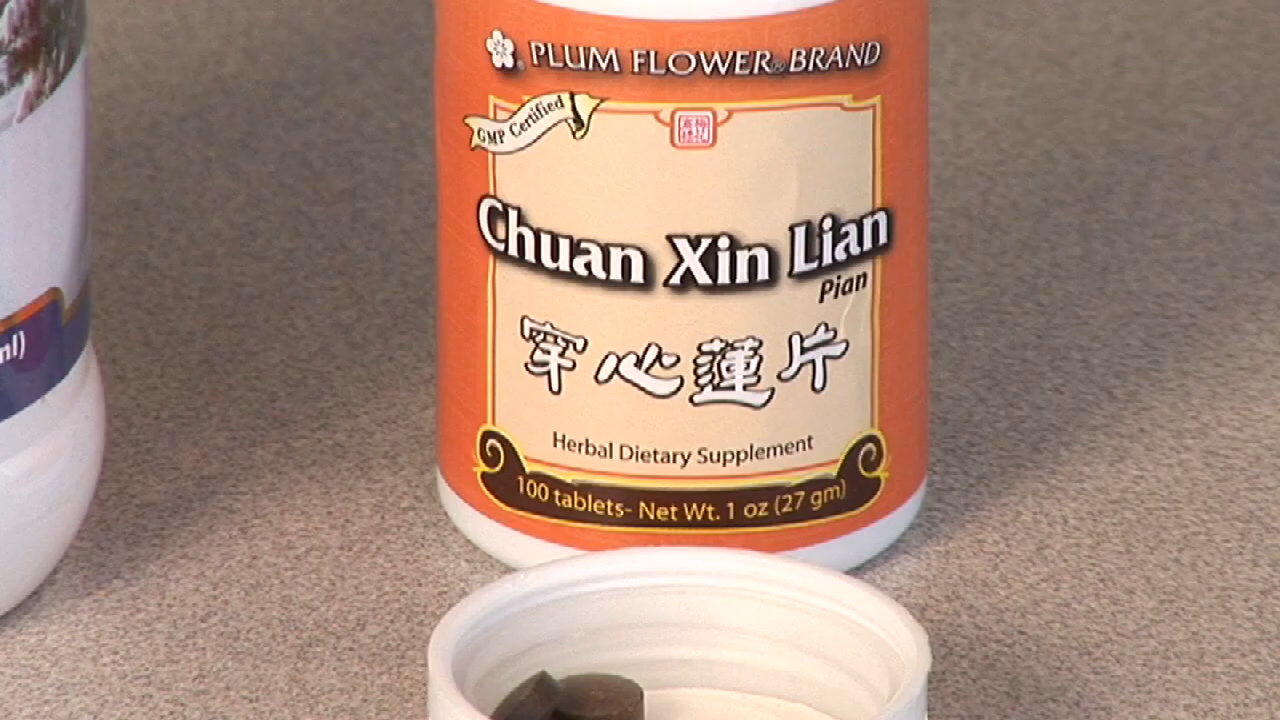 PLUM FLOWER® BRAND
GMP Certified
Chuan Xin Lian
Pian
穿心蓮片
Herbal Dietary Supplement
100 tablets- Net Wt. 1 oz (27 gm)
ml)